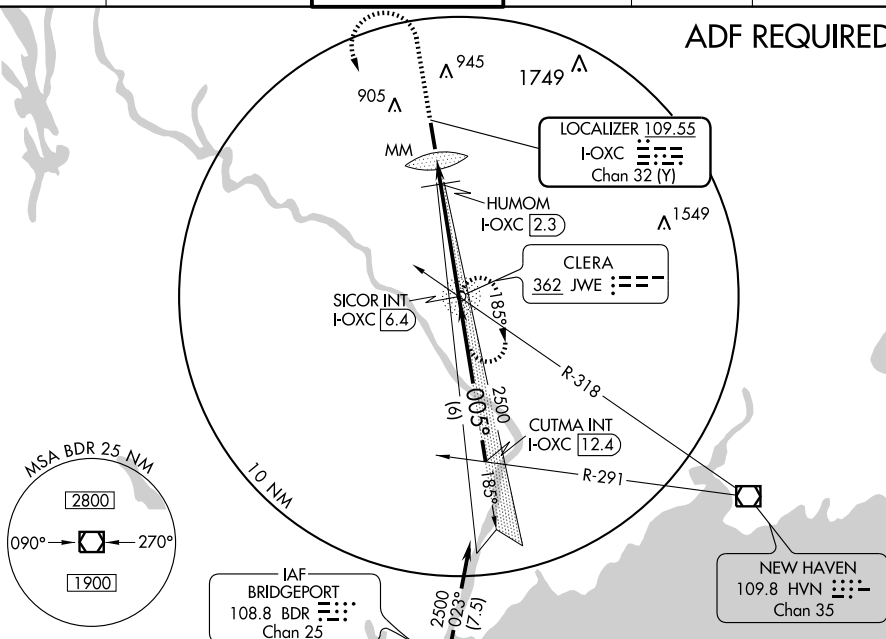 ADF REQUIRED
945
1749
905
LOCALIZER 109.55
I-OXC
Chan 32 (Y)
MM
HUMOM
I-OXC 2.3
1549
CLERA
362 JWE
SICOR INT
I-OXC 6.4
185°
R-318
005°
2500
(6)
CUTMA INT
I-OXC 12.4
R-291
185°
10 NM
MSA BDR 25 NM
2800
090°
270°
1900
IAF
BRIDGEPORT
108.8 BDR
Chan 25
2500
023°
(7.5)
NEW HAVEN
109.8 HVN
Chan 35